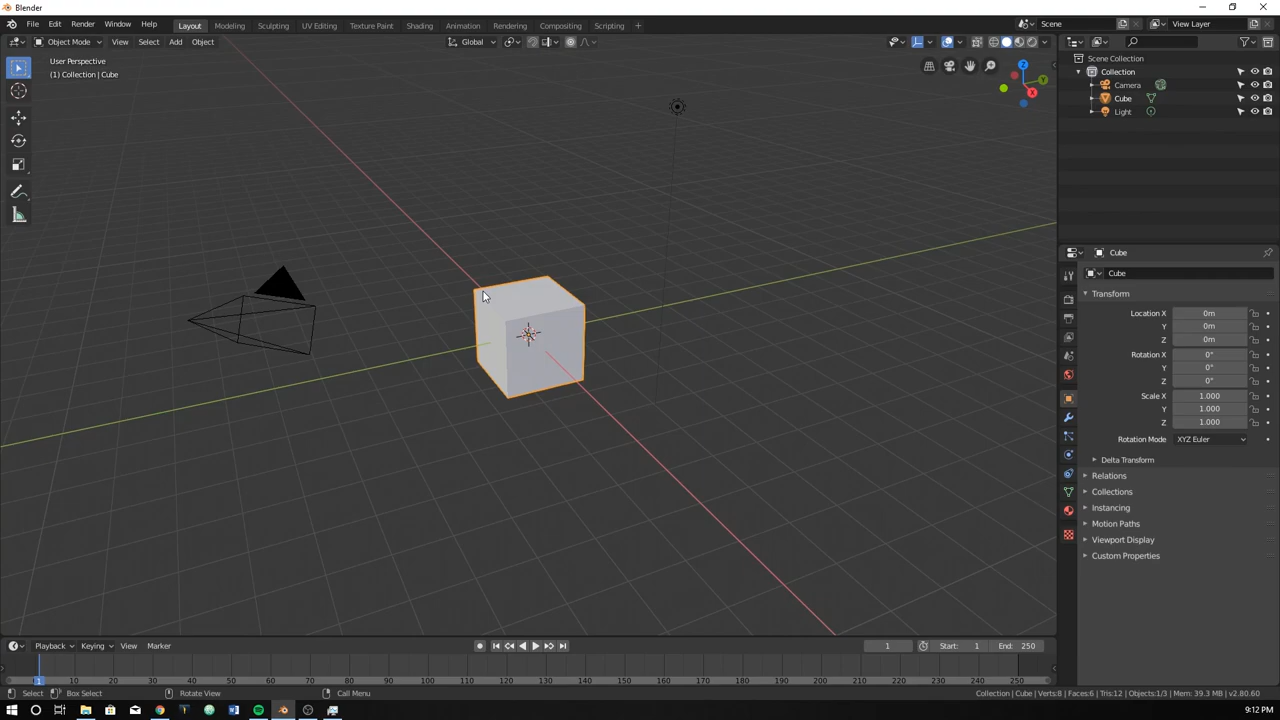 Blender
File Edit Render Window Help
Layout Modeling Sculpting UV Editing Texture Paint Shading Animation Rendering Compositing Scripting +
Scene
View Layer
Object Mode View Select Add Object
Global
User Perspective
(1) Collection | Cube
Z
Y
X
Scene Collection
Collection
Camera
Cube
Light
Cube
Cube
Transform
Location X 0m
Y 0m
Z 0m
Rotation X 0°
Y 0°
Z 0°
Scale X 1.000
Y 1.000
Z 1.000
Rotation Mode XYZ Euler
Delta Transform
Relations
Collections
Instancing
Motion Paths
Viewport Display
Custom Properties
Playback Keying View Marker
1 Start: 1 End: 250
1 10 20 30 40 50 60 70 80 90 100 110 120 130 140 150 160 170 180 190 200 210 220 230 240 250
Select Box Select Rotate View Call Menu
Collection | Cube | Verts:8 | Faces:6 | Tris:12 | Objects:1/3 | Mem: 39.3 MB | v2.80.60
9:12 PM